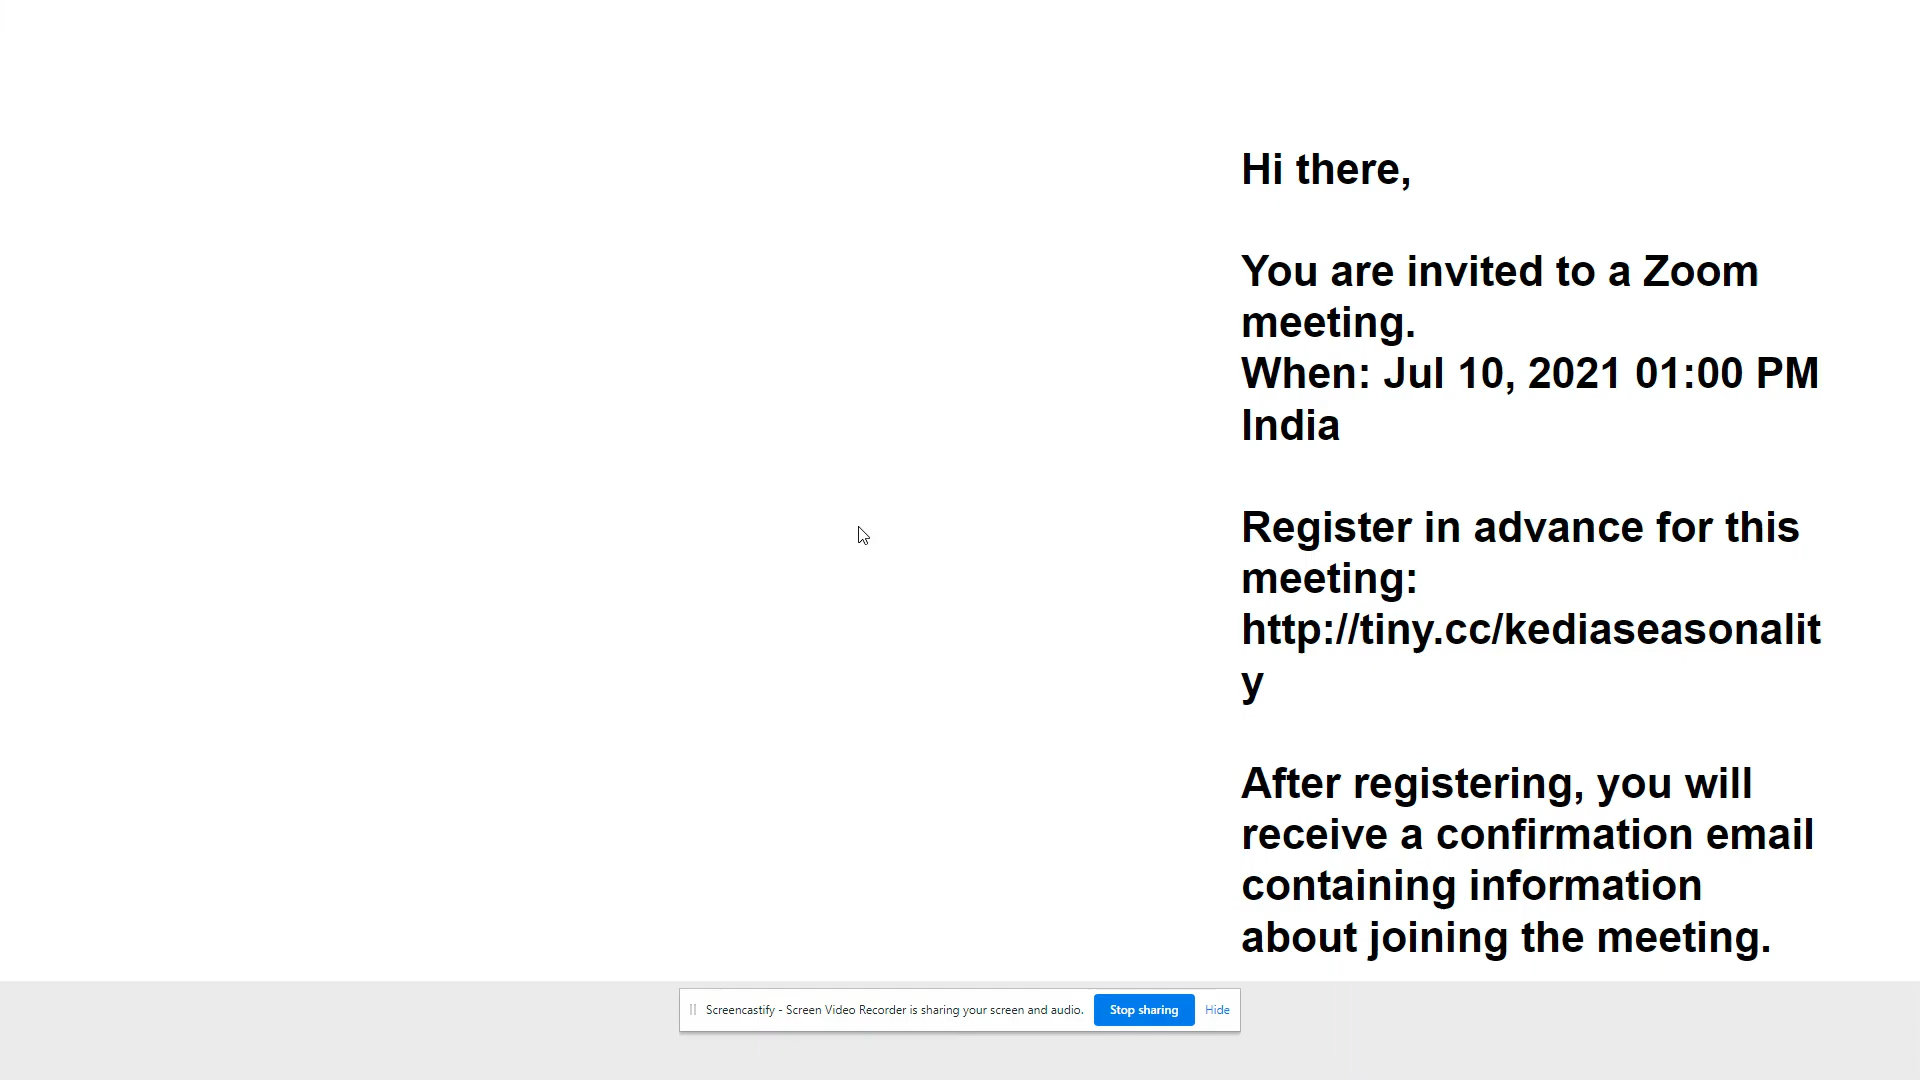 Hi there,
You are invited to a Zoom
meeting.
When: Jul 10, 2021 01:00 PM
India
Register in advance for this
meeting:
http://tiny.cc/kediaseasonalit
y
After registering, you will
receive a confirmation email
containing information
about joining the meeting.
Screencastify - Screen Video Recorder is sharing your screen and audio. Stop sharing Hide